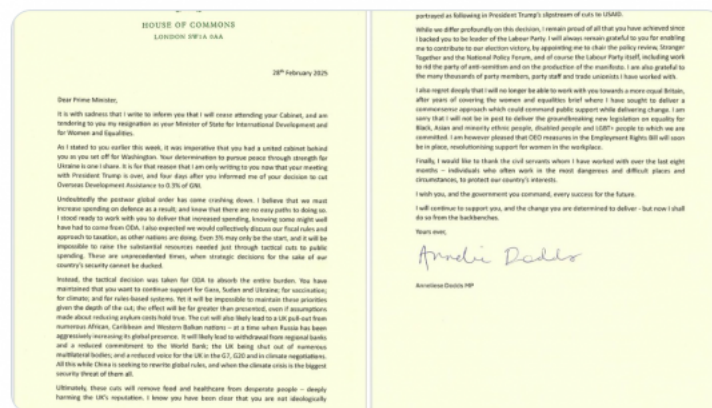 HOUSE OF COMMONS
LONDON SW1A 0AA
28th February 2025
Dear Prime Minister,
It is with sadness that I write to inform you that I will cease attending your Cabinet, and am
tendering to you my resignation as your Minister of State for International Development and
for Women and Equalities.
As I stated to you earlier this week, it was imperative that you had a united cabinet behind
you as you set off for Washington. Your determination to pursue peace through strength for
Ukraine is one I share. It is for that reason that I am only writing to you now that your meeting
with President Trump is over, and four days after you informed me of your decision to cut
Overseas Development Assistance to 0.3% of GNI.
Undoubtedly the postwar global order has come crashing down. I believe that we must
increase spending on defence as a result; and know that there are no easy paths to doing so.
I stood ready to work with you to deliver that increased spending, knowing some might well
have had to come from ODA. I also expected we would collectively discuss our fiscal rules and
approach to taxation, as other nations are doing. Even 3% may only be the start, and it will be
impossible to raise the substantial resources needed just through tactical cuts to public
spending. These are unprecedented times, when strategic decisions for the sake of our
country's security cannot be ducked.
Instead, the tactical decision was taken for ODA to absorb the entire burden. You have
maintained that you want to continue support for Gaza, Sudan and Ukraine; for vaccination;
for climate; and for rules-based systems. Yet it will be impossible to maintain these priorities
given the depth of the cut; the effect will be far greater than presented, even if assumptions
made about reducing asylum costs hold true. The cut will also likely lead to a UK pull-out from
numerous African, Caribbean and Western Balkan nations – at a time when Russia has been
aggressively increasing its global presence. It will likely lead to withdrawal from regional banks
and a reduced commitment to the World Bank; the UK being shut out of numerous
multilateral bodies; and a reduced voice for the UK in the G7, G20 and in climate negotiations.
All this while China is seeking to rewrite global rules, and when the climate crisis is the biggest
security threat of them all.
Ultimately, these cuts will remove food and healthcare from desperate people – deeply
harming the UK's reputation. I know you have been clear that you are not ideologically
portrayed as following in President Trump's slipstream of cuts to USAID.
While we differ profoundly on this decision, I remain proud of all that you have achieved since
I backed you to be leader of the Labour Party. I will always remain grateful to you for enabling
me to contribute to our election victory, by appointing me to chair the policy review, Stronger
Together and the National Policy Forum, and of course the Labour Party itself, including work
to rid the party of anti-semitism and on the production of the manifesto. I am also grateful to
the many thousands of party members, party staff and trade unionists I have worked with.
I also regret deeply that I will no longer be able to work with you towards a more equal Britain,
after years of covering the women and equalities brief where I have sought to deliver a
commonsense approach which could command public support while delivering change. I am
sorry that I will not be in post to deliver the groundbreaking new legislation on equality for
Black, Asian and minority ethnic people, disabled people and LGBT+ people to which we are
committed. I am however pleased that OEO measures in the Employment Rights Bill will soon
be in place, revolutionising support for women in the workplace.
Finally, I would like to thank the civil servants whom I have worked with over the last eight
months – individuals who often work in the most dangerous and difficult places and
circumstances, to protect our country's interests.
I wish you, and the government you command, every success for the future.
I will continue to support you, and the change you are determined to deliver - but now I shall
do so from the backbenches.
Yours ever,
Annelie Dodds
Anneliese Dodds MP